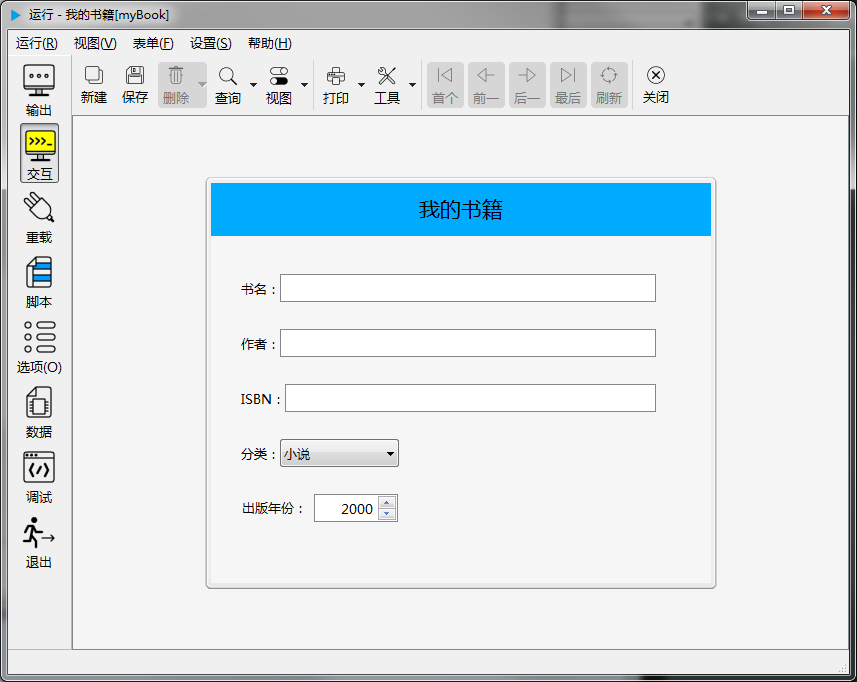 运行 - 我的书籍[myBook]
运行(R) 视图(V) 表单(F) 设置(S) 帮助(H)
新建 保存 删除 查询 视图 打印 工具 首个 前一 后一 最后 刷新 关闭
输出
交互
重载
脚本
选项(O)
数据
调试
退出
我的书籍
书名：
作者：
ISBN：
分类： 小说
出版年份： 2000